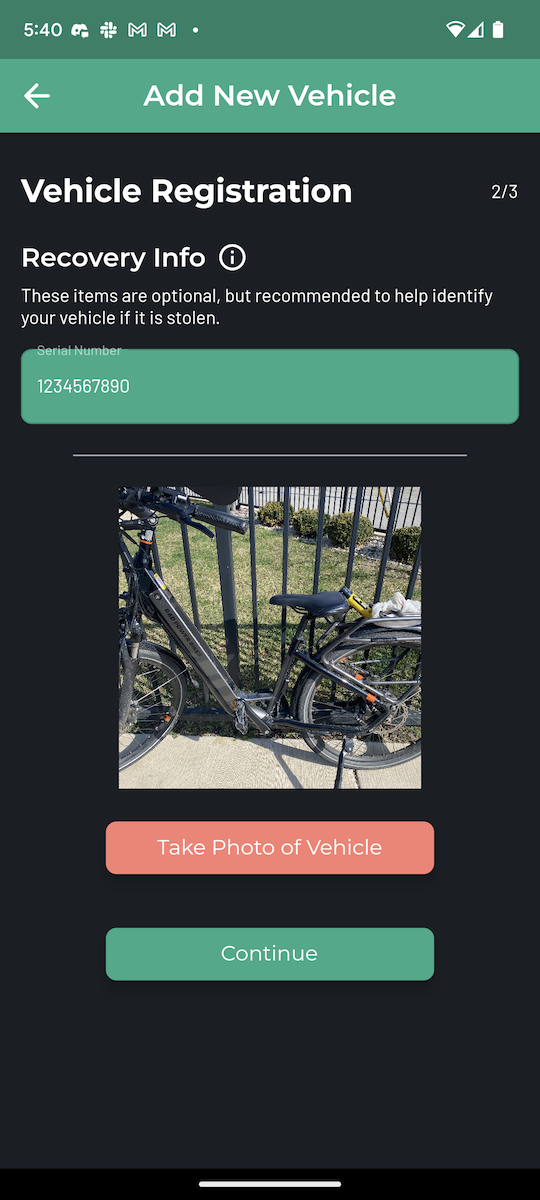 5:40
Add New Vehicle
Vehicle Registration
2/3
Recovery Info
These items are optional, but recommended to help identify
your vehicle if it is stolen.
Serial Number
1234567890
Take Photo of Vehicle
Continue